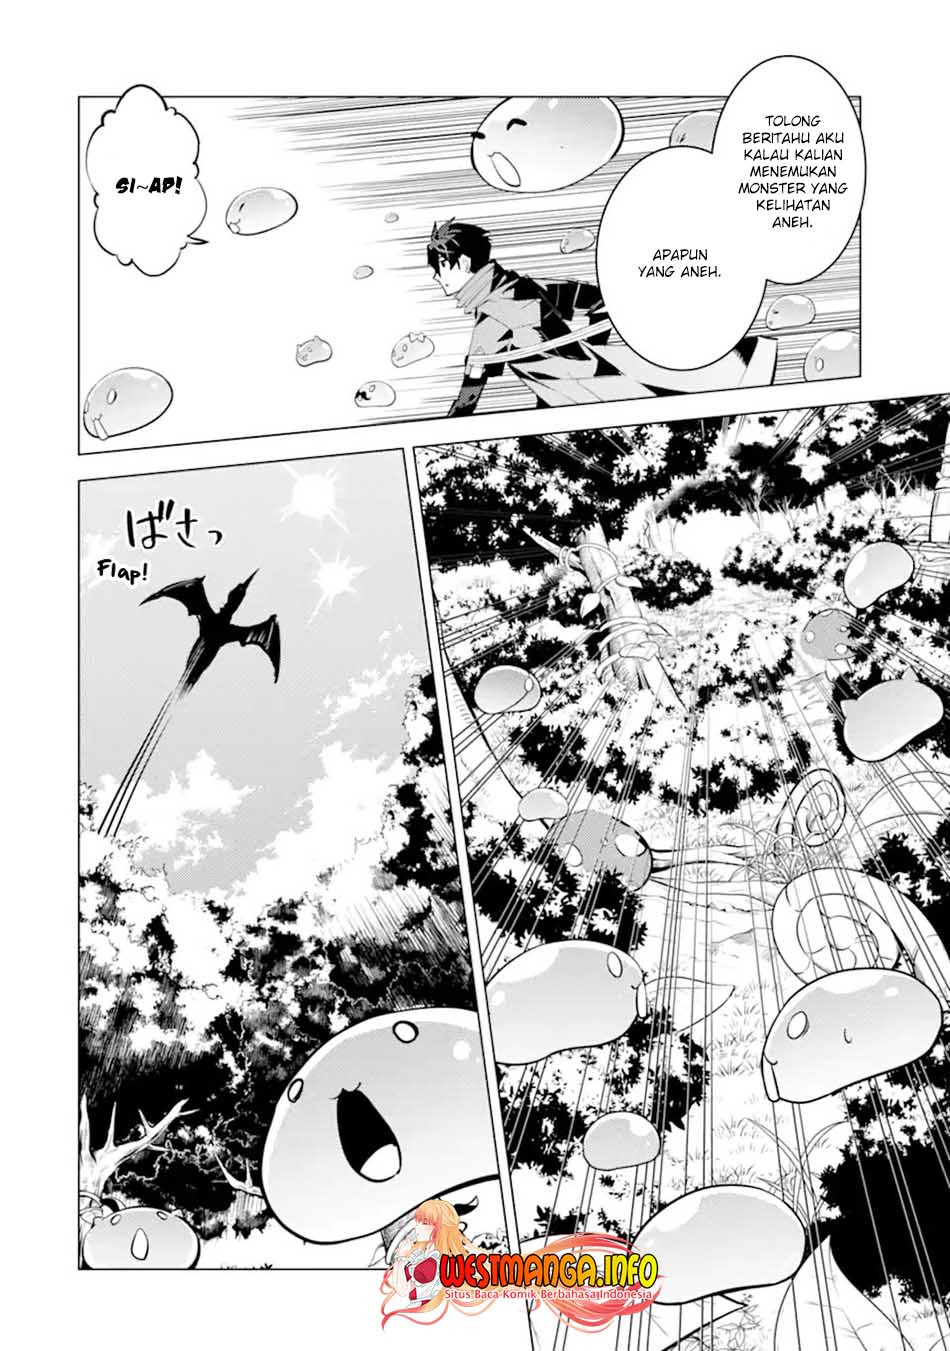 TOLONG
BERITAHU AKU
KALAU KALIAN
MENEMUKAN
MONSTER YANG
KELIHATAN
ANEH.
APAPUN
YANG ANEH.
SI~AP!
ばさっ
Flap!
WESTMANGA.INFO
Situs Baca Komik Berbahasa Indonesia